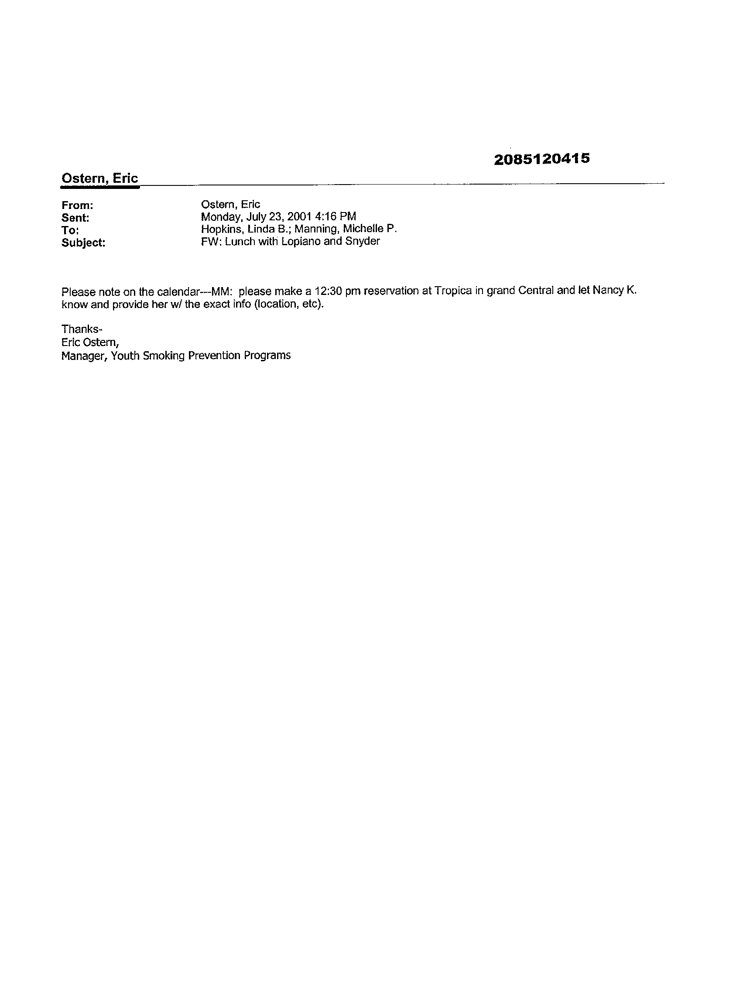 2085120415
Ostern, Eric
From: Ostern, Eric
Sent: Monday, July 23, 2001 4:16 PM
To: Hopkins, Linda B.; Manning, Michelle P.
Subject: FW: Lunch with Lopiano and Snyder
Please note on the calendar---MM: please make a 12:30 pm reservation at Tropica in grand Central and let Nancy K.
know and provide her w/ the exact info (location, etc).
Thanks-
Eric Ostern,
Manager, Youth Smoking Prevention Programs